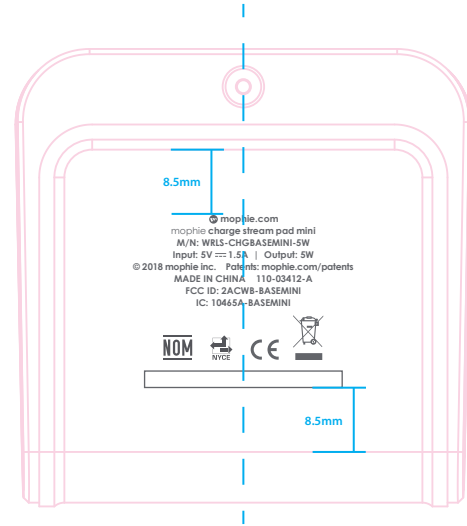 8.5mm
mophie.com
mophie charge stream pad mini
M/N: WRLS-CHGBASEMINI-5W
Input: 5V ⎓ 1.5A | Output: 5W
© 2018 mophie inc. Patents: mophie.com/patents
MADE IN CHINA 110-03412-A
FCC ID: 2ACWB-BASEMINI
IC: 10465A-BASEMINI
NOM NYCE CE
8.5mm